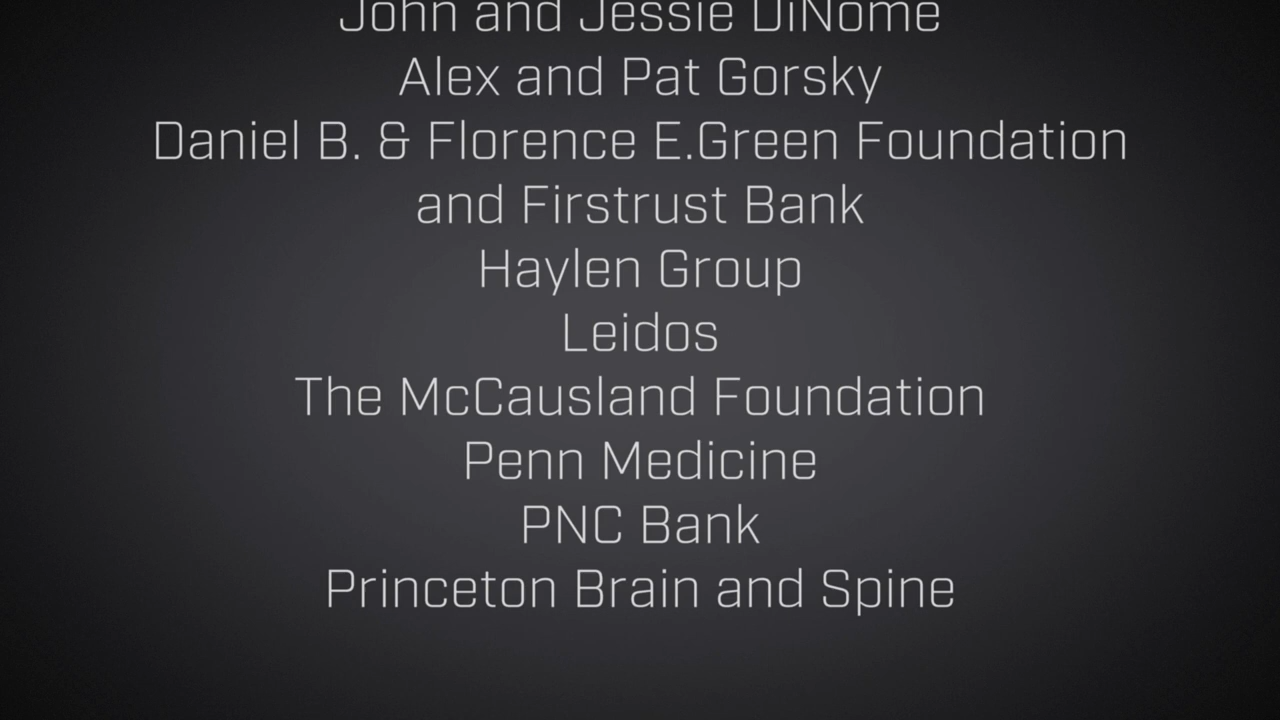 John and Jessie DiNome
Alex and Pat Gorsky
Daniel B. & Florence E.Green Foundation
and Firstrust Bank
Haylen Group
Leidos
The McCausland Foundation
Penn Medicine
PNC Bank
Princeton Brain and Spine